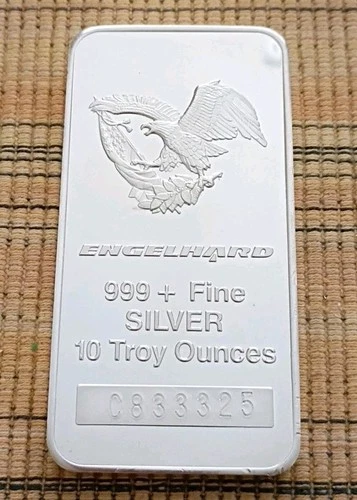 ENGELHARD
999 + Fine
SILVER
10 Troy Ounces
C833325